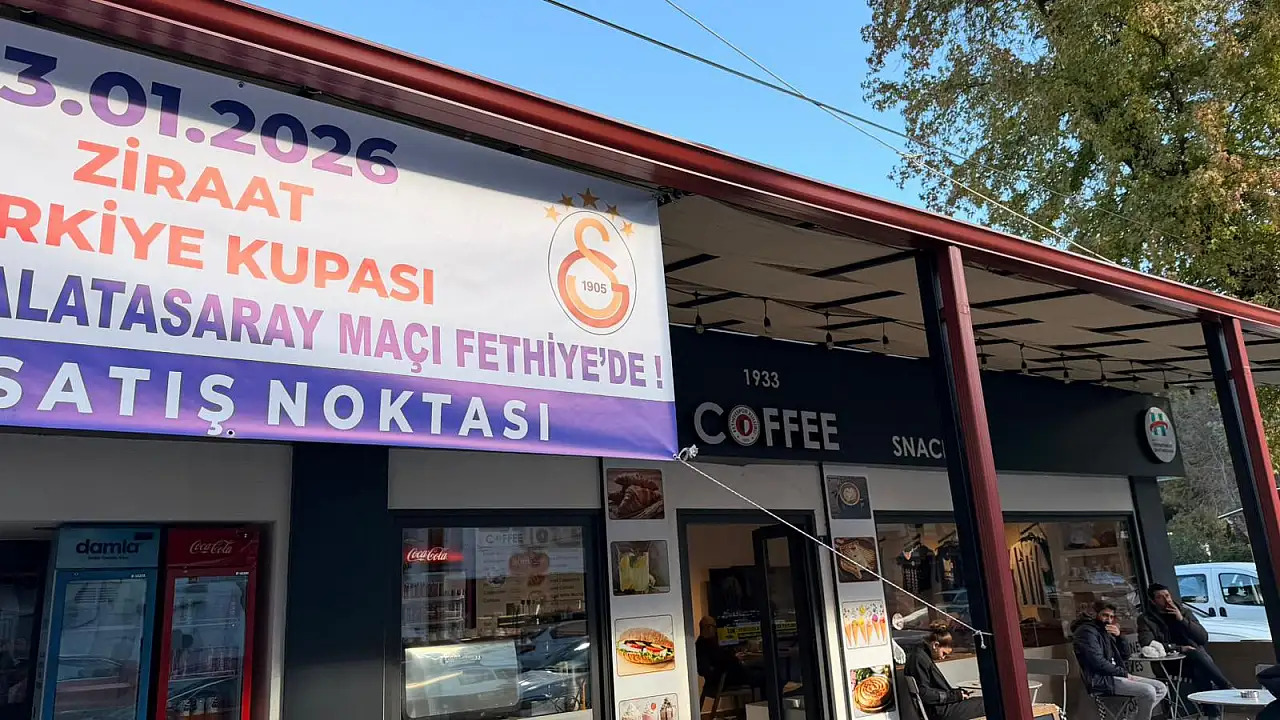 3.01.2026
ZİRAAT
RKİYE KUPASI
ALATASARAY MAÇI FETHİYE'DE !
SATIŞ NOKTASI
1905
1933
COFFEE
SNAC
damla
Coca-Cola
Coca-Cola
COFFEE